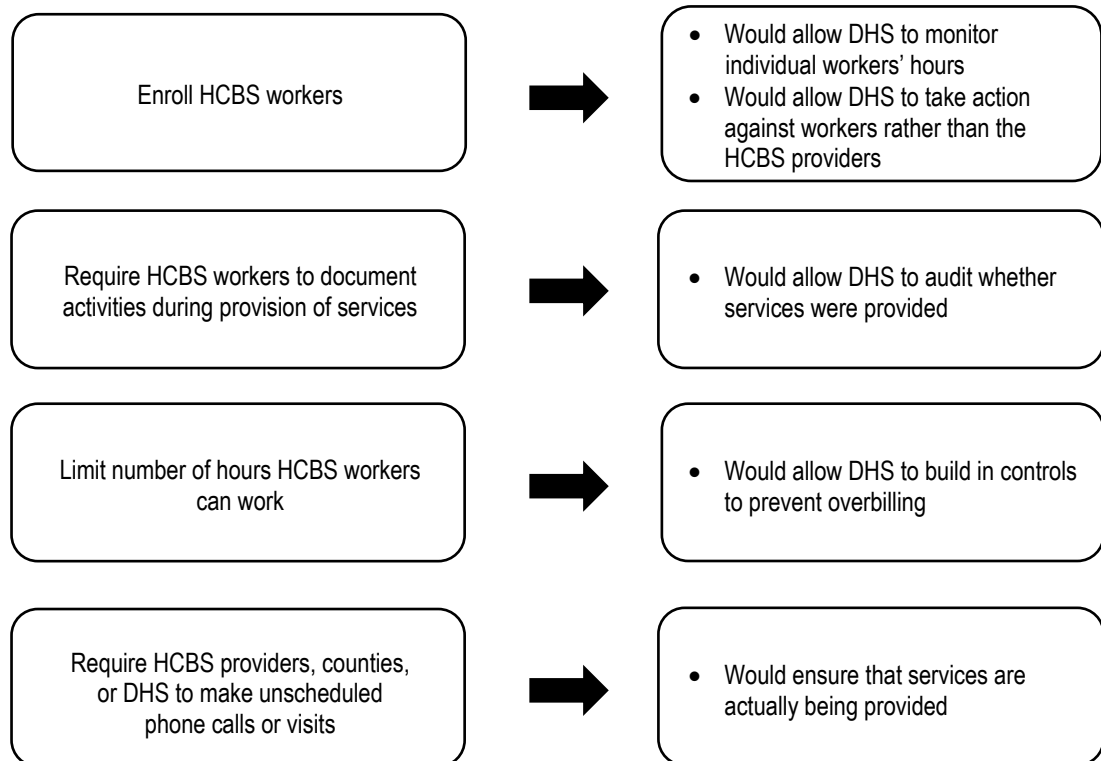 Enroll HCBS workers
• Would allow DHS to monitor
individual workers’ hours
• Would allow DHS to take action
against workers rather than the
HCBS providers
Require HCBS workers to document
activities during provision of services
• Would allow DHS to audit whether
services were provided
Limit number of hours HCBS workers
can work
• Would allow DHS to build in controls
to prevent overbilling
Require HCBS providers, counties,
or DHS to make unscheduled
phone calls or visits
• Would ensure that services are
actually being provided